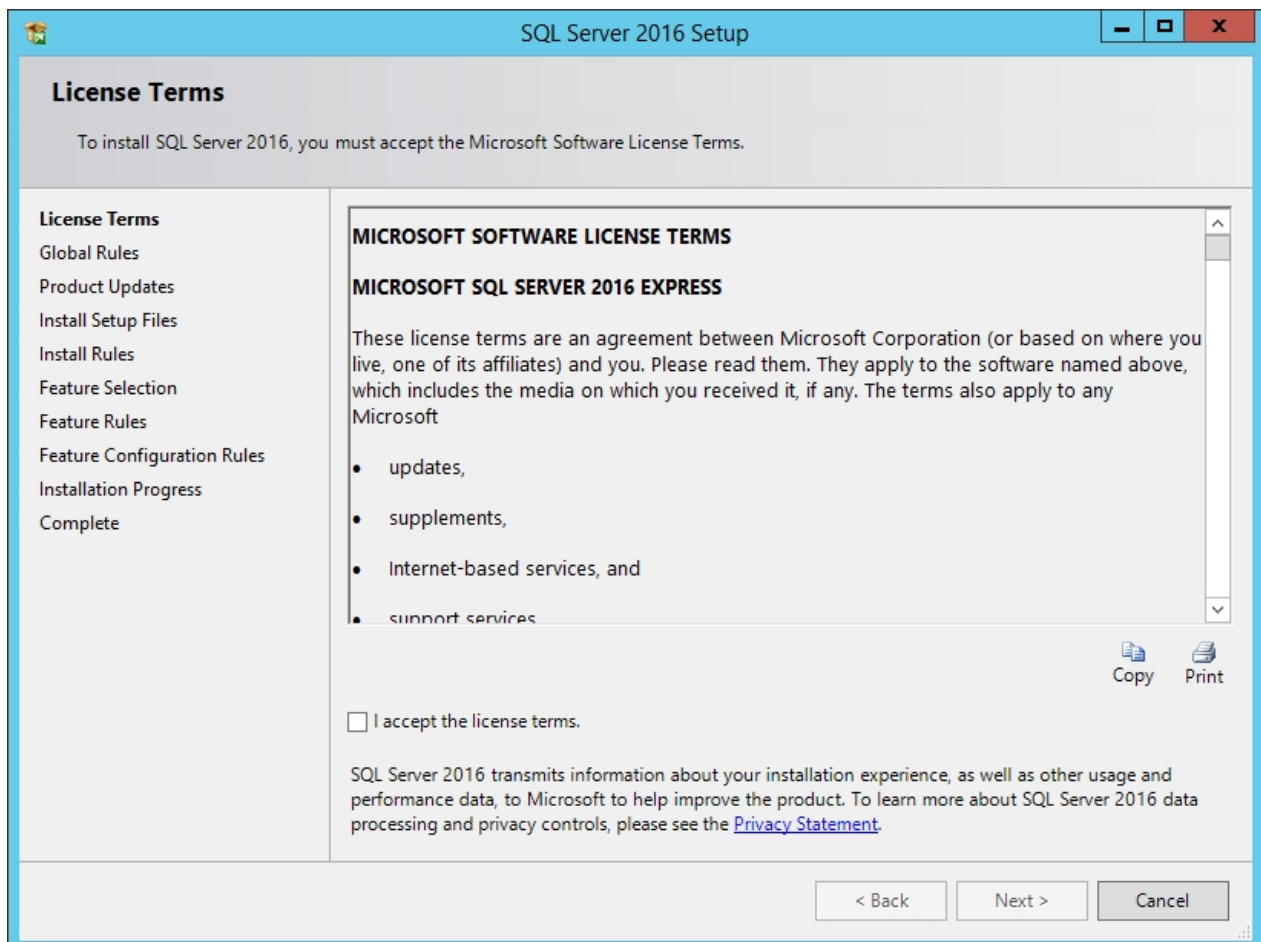 SQL Server 2016 Setup
License Terms
To install SQL Server 2016, you must accept the Microsoft Software License Terms.
License Terms
Global Rules
Product Updates
Install Setup Files
Install Rules
Feature Selection
Feature Rules
Feature Configuration Rules
Installation Progress
Complete
MICROSOFT SOFTWARE LICENSE TERMS
MICROSOFT SQL SERVER 2016 EXPRESS
These license terms are an agreement between Microsoft Corporation (or based on where you
live, one of its affiliates) and you. Please read them. They apply to the software named above,
which includes the media on which you received it, if any. The terms also apply to any
Microsoft
• updates,
• supplements,
• Internet-based services, and
• support services
Copy Print
I accept the license terms.
SQL Server 2016 transmits information about your installation experience, as well as other usage and
performance data, to Microsoft to help improve the product. To learn more about SQL Server 2016 data
processing and privacy controls, please see the Privacy Statement.
< Back Next > Cancel